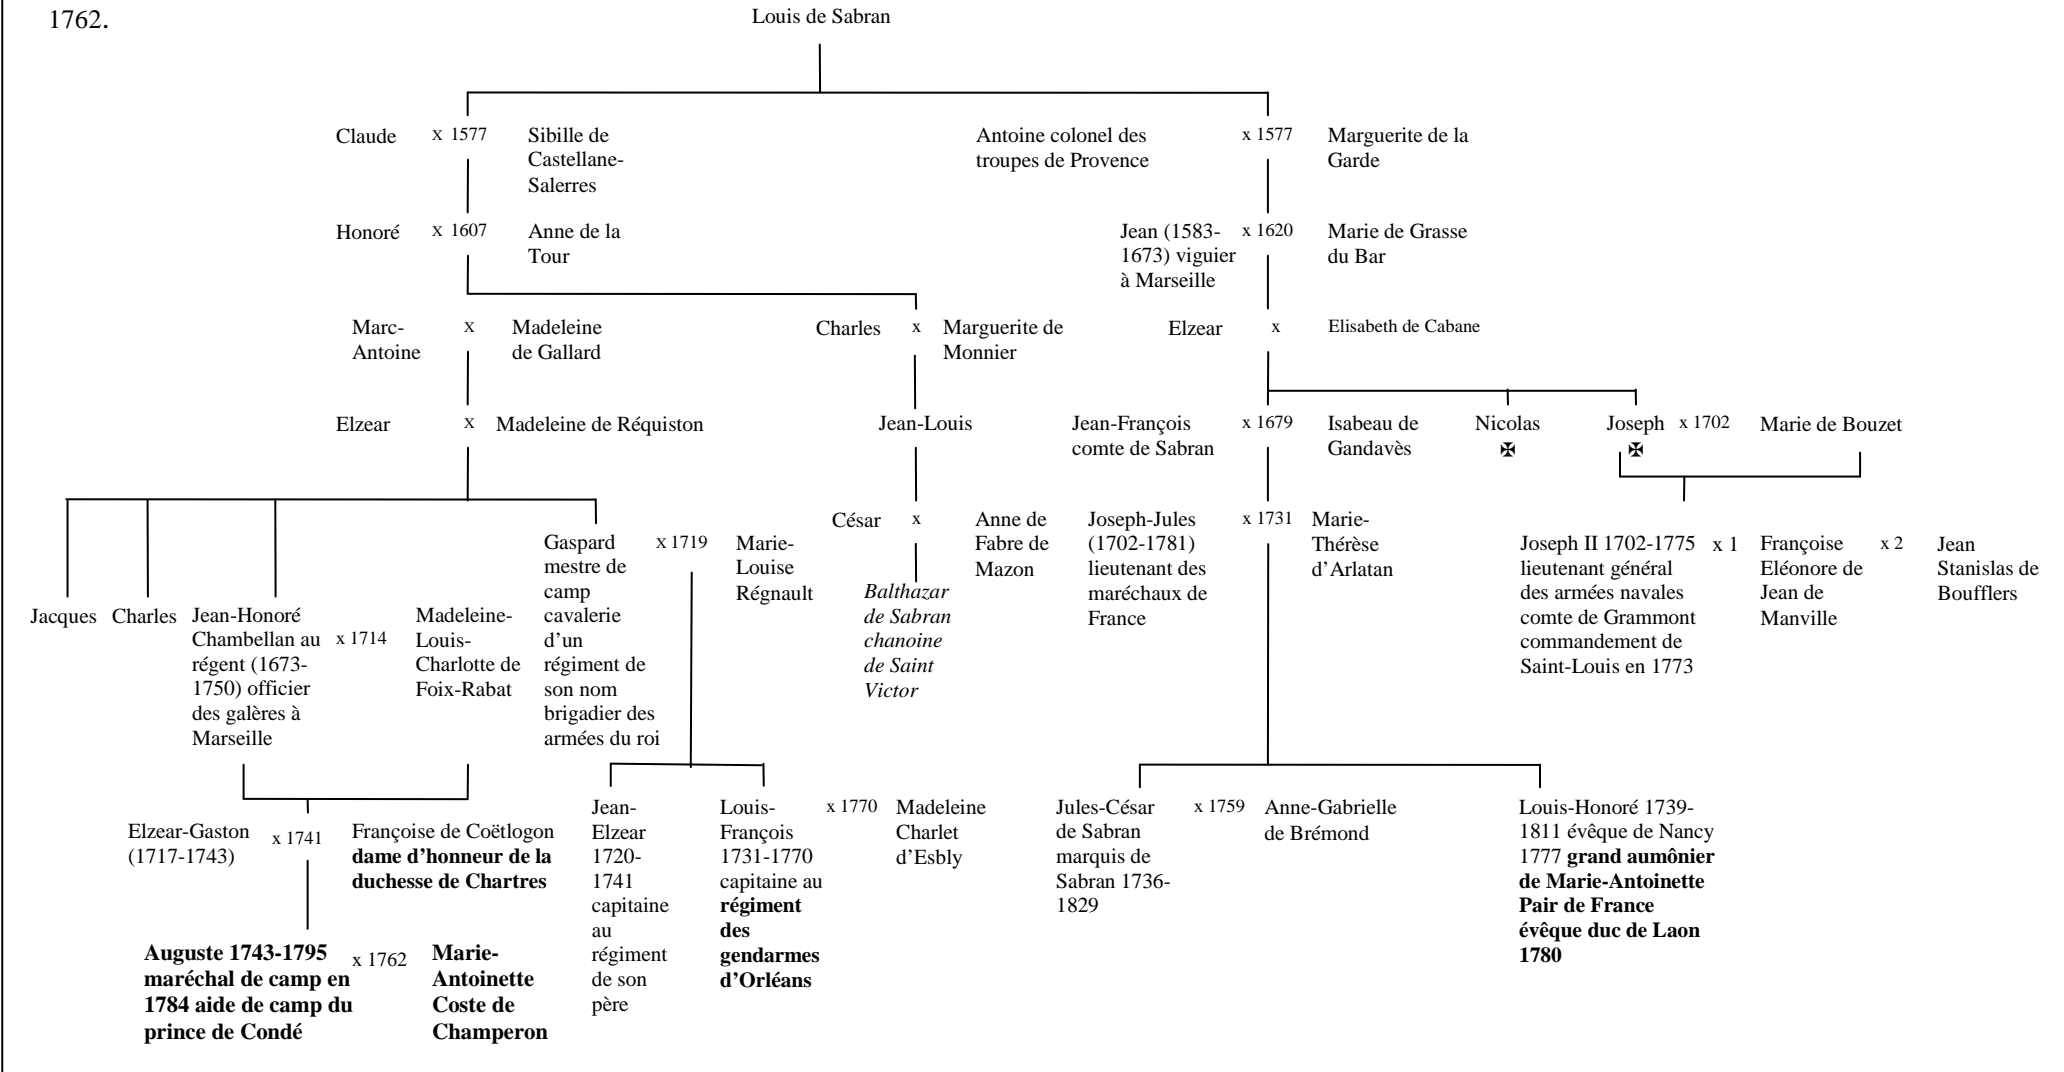 1762.
Louis de Sabran
Claude
x 1577
Sibille de
Castellane-
Salerres
Antoine colonel des
troupes de Provence
x 1577
Marguerite de la
Garde
Honoré
x 1607
Anne de la
Tour
Jean (1583-
1673) viguier
à Marseille
x 1620
Marie de Grasse
du Bar
Marc-
Antoine
x
Madeleine
de Gallard
Charles
x
Marguerite de
Monnier
Elzear
x
Elisabeth de Cabane
Elzear
x
Madeleine de Réquiston
Jean-Louis
Jean-François
comte de Sabran
x 1679
Isabeau de
Gandavès
Nicolas
✠
Joseph
✠
x 1702
Marie de Bouzet
Jacques
Charles
Jean-Honoré
Chambellan au
régent (1673-
1750) officier
des galères à
Marseille
x 1714
Madeleine-
Louis-
Charlotte de
Foix-Rabat
Gaspard
mestre de
camp
cavalerie
d’un
régiment de
son nom
brigadier des
armées du roi
x 1719
Marie-
Louise
Régnault
César
x
Anne de
Fabre de
Mazon
Balthazar
de Sabran
chanoine
de Saint
Victor
Joseph-Jules
(1702-1781)
lieutenant des
maréchaux de
France
x 1731
Marie-
Thérèse
d’Arlatan
Joseph II 1702-1775
lieutenant général
des armées navales
comte de Grammont
commandement de
Saint-Louis en 1773
x 1
Françoise
Eléonore de
Jean de
Manville
x 2
Jean
Stanislas de
Boufflers
Elzear-Gaston
(1717-1743)
x 1741
Françoise de Coëtlogon
dame d'honneur de la
duchesse de Chartres
Jean-
Elzear
1720-
1741
capitaine
au
régiment
de son
père
Louis-
François
1731-1770
capitaine au
régiment
des
gendarmes
d’Orléans
x 1770
Madeleine
Charlet
d’Esbly
Jules-César
de Sabran
marquis de
Sabran 1736-
1829
x 1759
Anne-Gabrielle
de Brémond
Louis-Honoré 1739-
1811 évêque de Nancy
1777 grand aumônier
de Marie-Antoinette
Pair de France
évêque duc de Laon
1780
Auguste 1743-1795
maréchal de camp en
1784 aide de camp du
prince de Condé
x 1762
Marie-
Antoinette
Coste de
Champeron